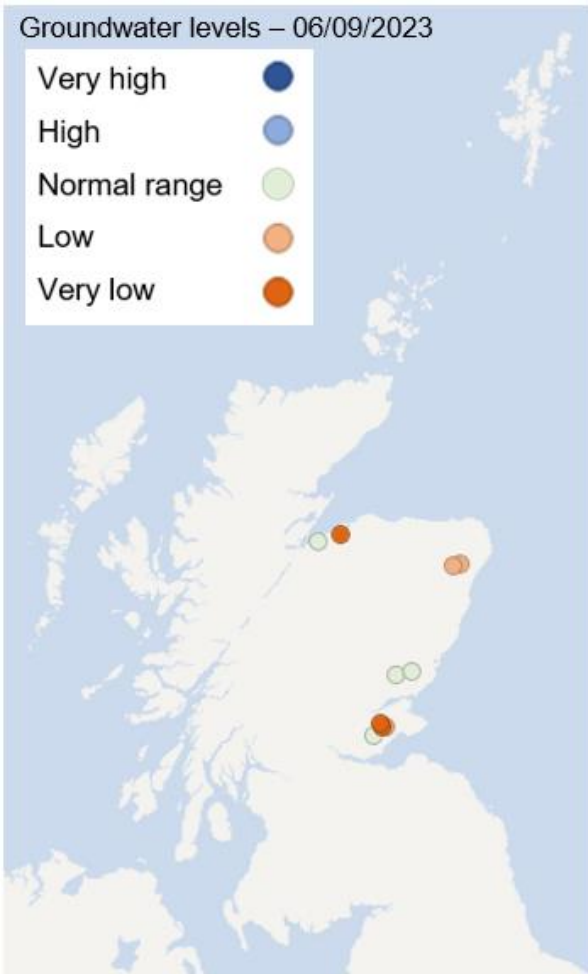 Groundwater levels – 06/09/2023
Very high
High
Normal range
Low
Very low